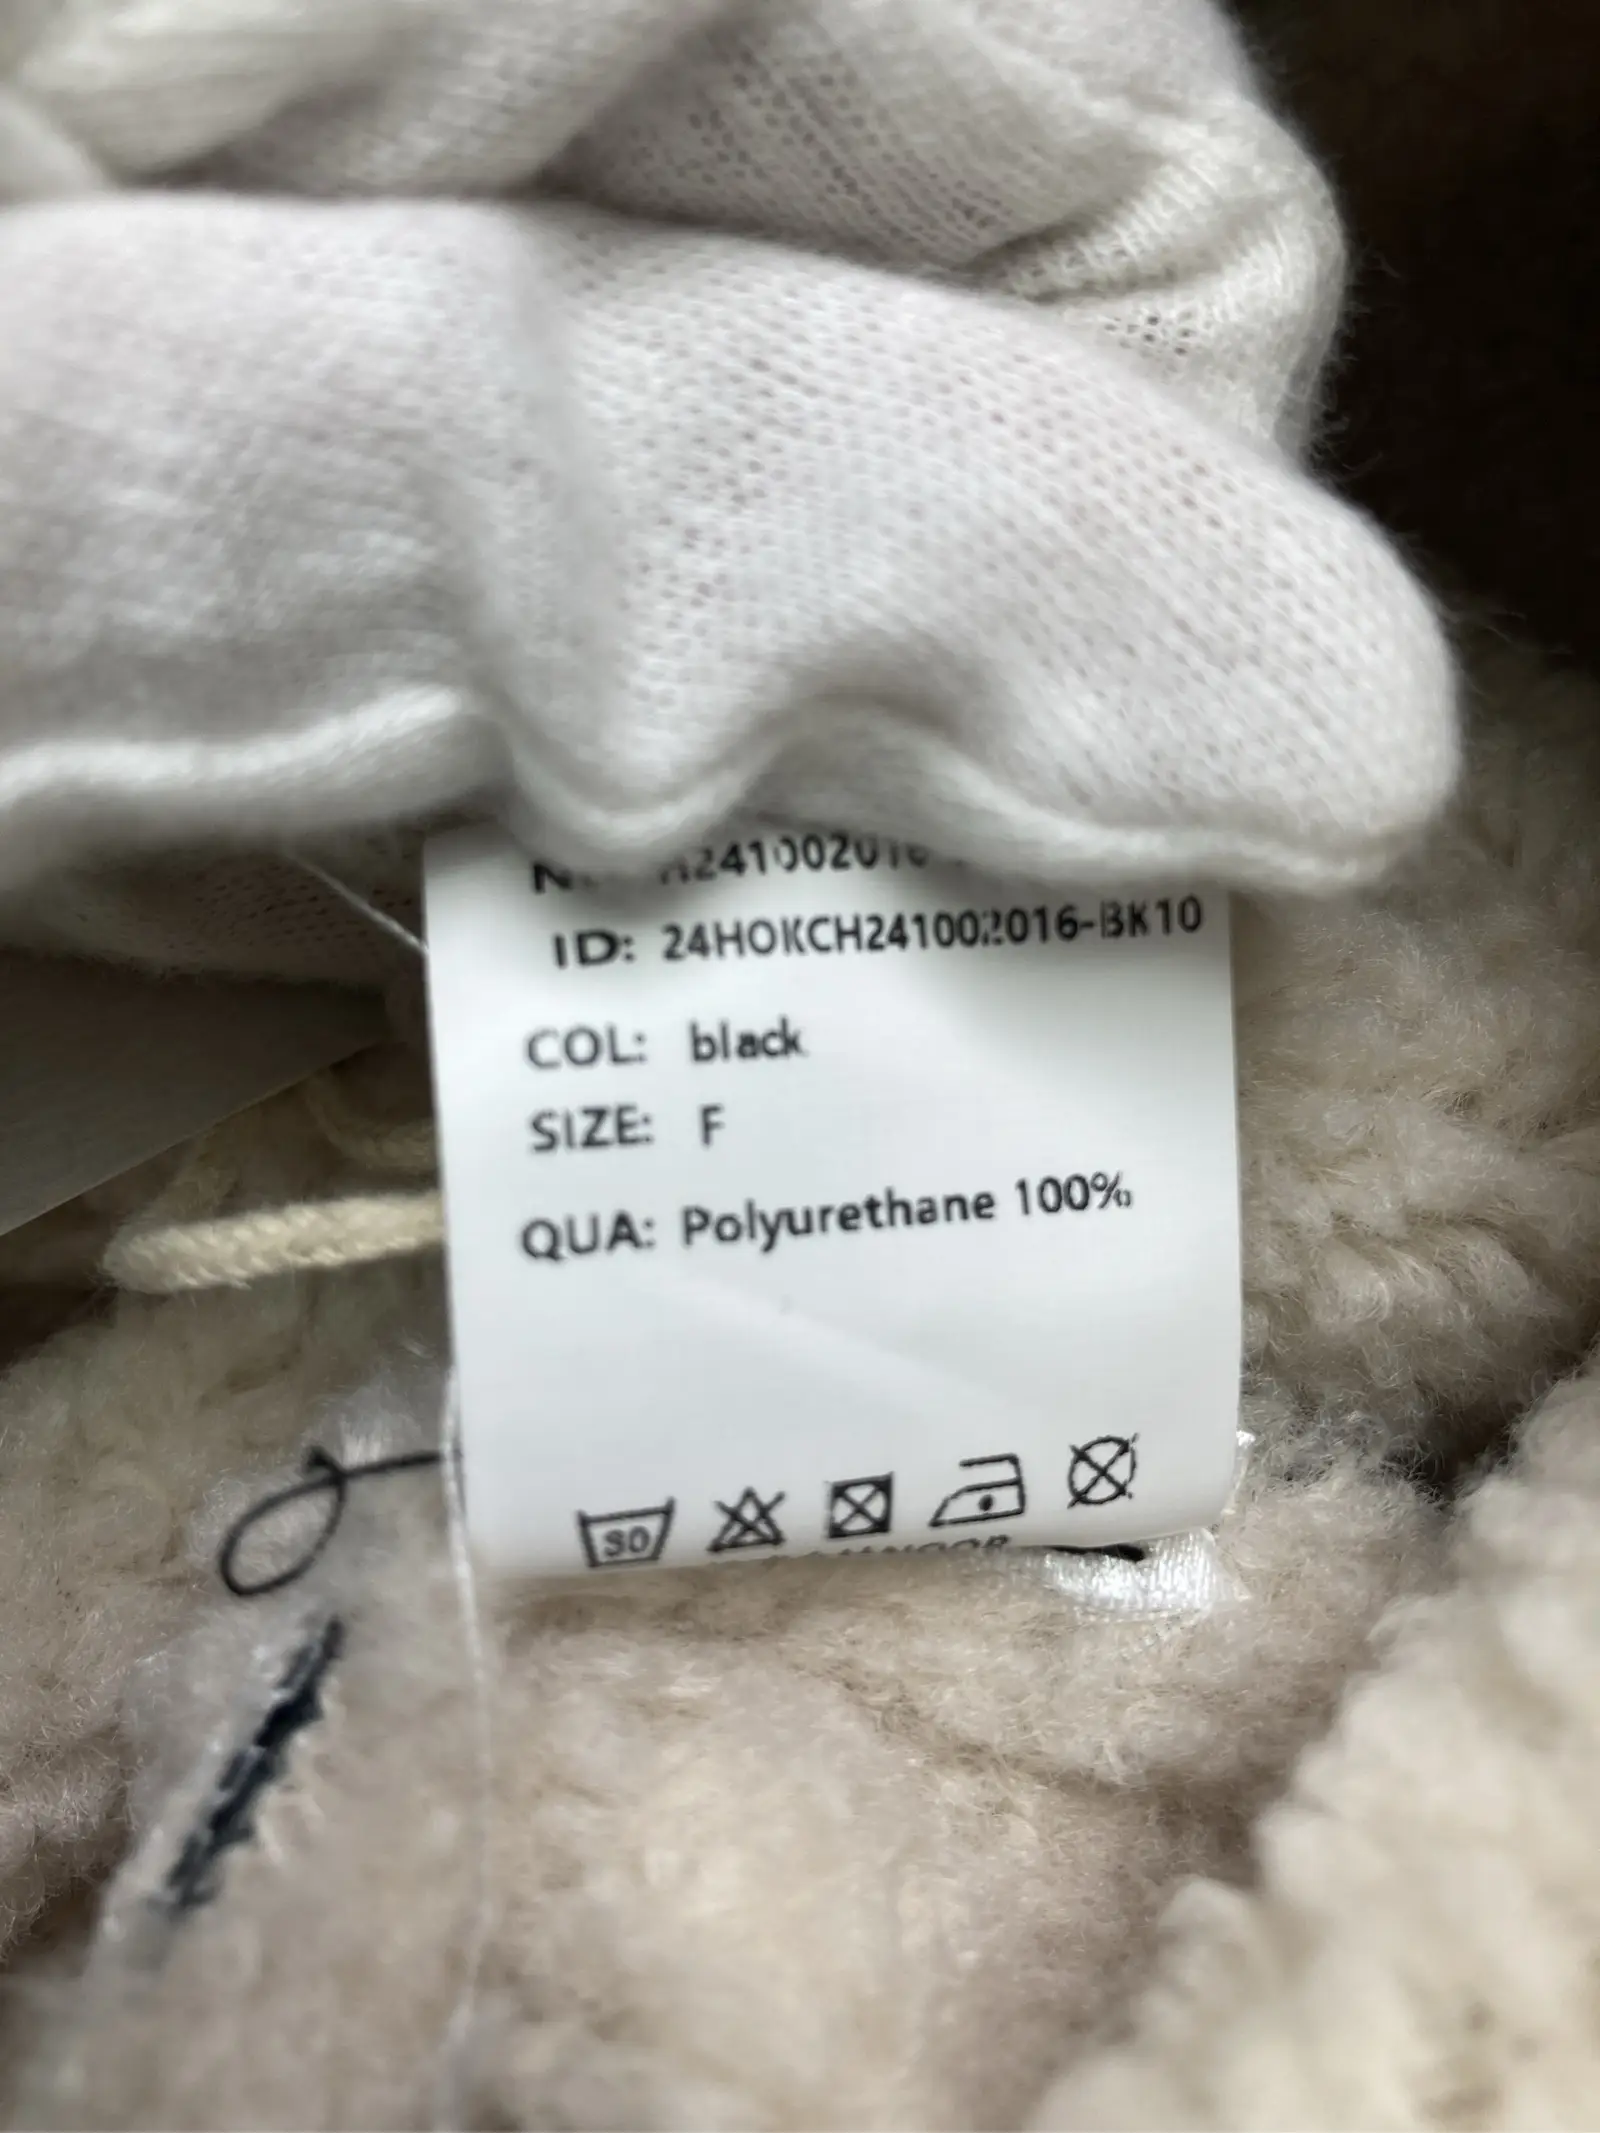 ID: 24HOKCH241002016-BK10
COL: black
SIZE: F
QUA: Polyurethane 100%
30